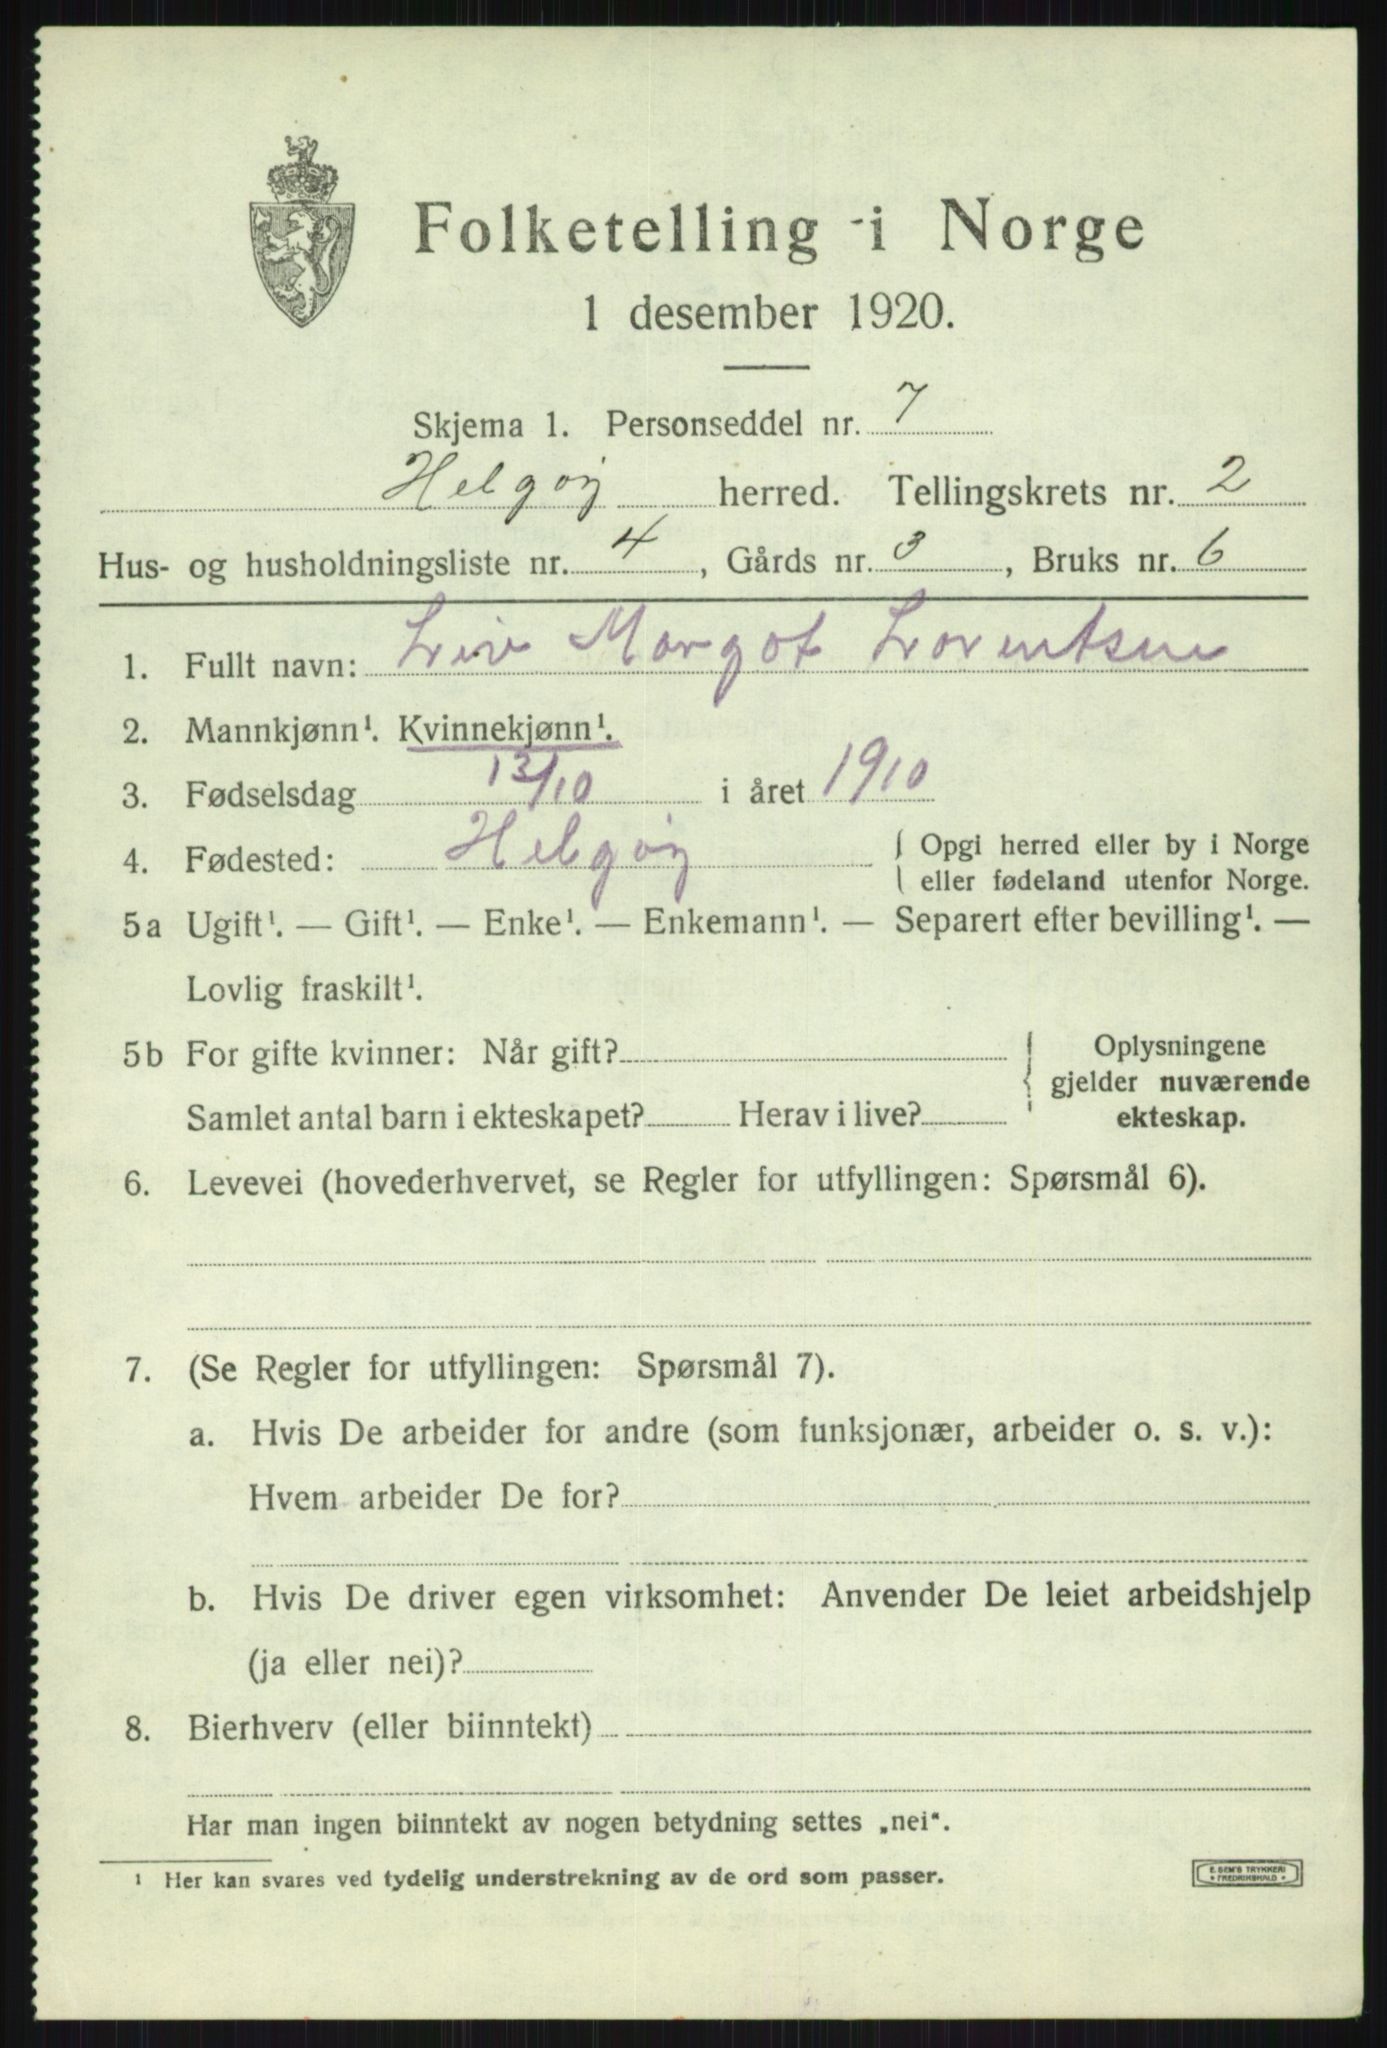 Folketelling i Norge
1 desember 1920.
Skjema 1. Personseddel nr. 7
Helgøy herred. Tellingskrets nr. 2
Hus- og husholdningsliste nr. 4, Gårds nr. 3, Bruks nr. 6
1. Fullt navn: Liv Margot Lorentsen
2. Mannkjønn¹. Kvinnekjønn¹.
3. Fødselsdag 13/10 i året 1910
4. Fødested: Helgøy { Opgi herred eller by i Norge
eller fødeland utenfor Norge.
5a Ugift¹. — Gift¹. — Enke¹. — Enkemann¹. — Separert efter bevilling¹. —
Lovlig fraskilt¹.
5b For gifte kvinner: Når gift?
Samlet antal barn i ekteskapet? Herav i live?
{ Oplysningene
gjelder nuværende
ekteskap.
6. Levevei (hovederhvervet, se Regler for utfyllingen: Spørsmål 6).
7. (Se Regler for utfyllingen: Spørsmål 7).
a. Hvis De arbeider for andre (som funksjonær, arbeider o. s. v.):
Hvem arbeider De for?
b. Hvis De driver egen virksomhet: Anvender De leiet arbeidshjelp
(ja eller nei)?
8. Bierhverv (eller biinntekt)
Har man ingen biinntekt av nogen betydning settes „nei“.
¹ Her kan svares ved tydelig understrekning av de ord som passer.
E. SEM'S TRYKKERI
* FREDRIKSHALD *